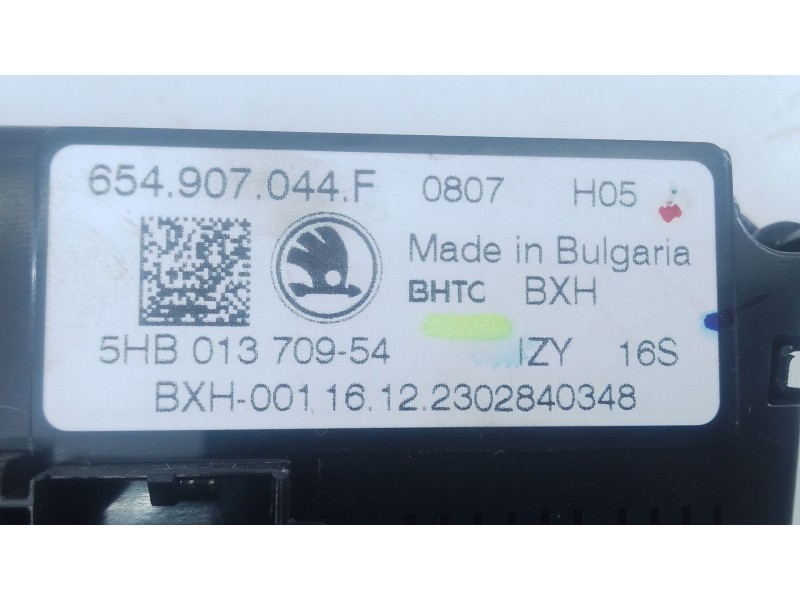 654.907.044.F 0807 H05
Made in Bulgaria
BHTC BXH
5HB 013 709-54 IZY 16S
BXH-001 16.12.2302840348